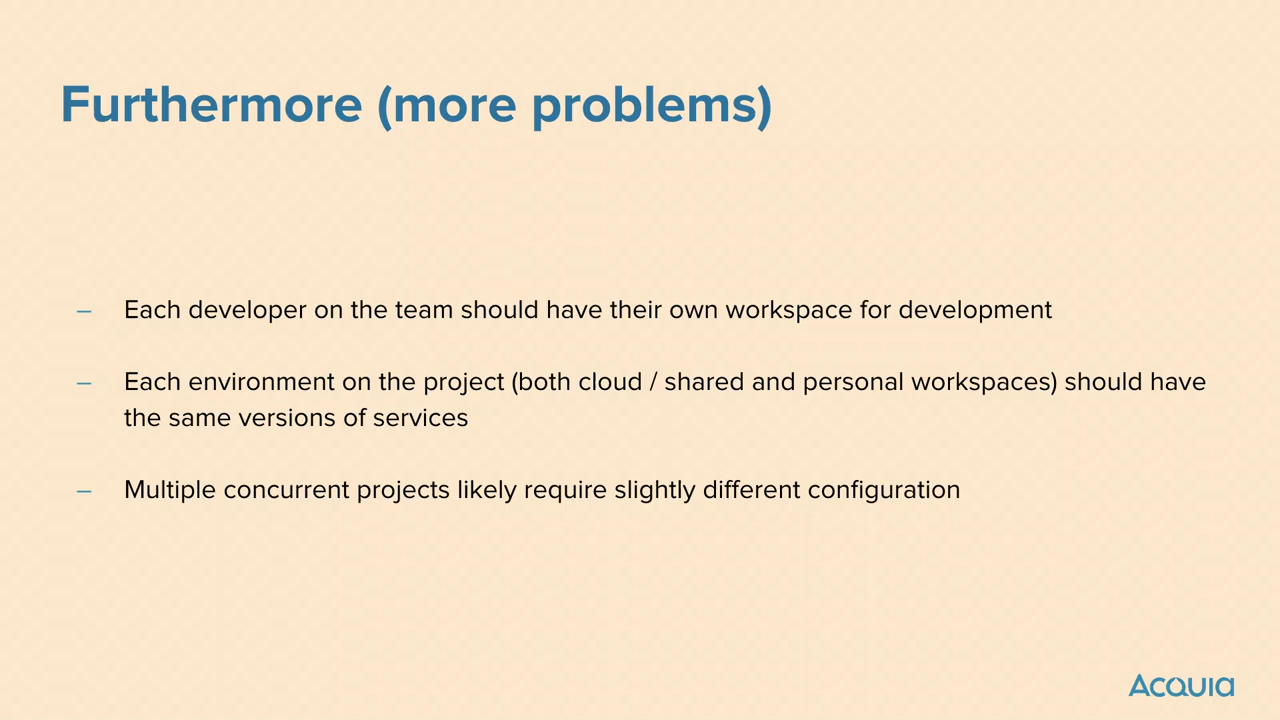 Furthermore (more problems)
– Each developer on the team should have their own workspace for development
– Each environment on the project (both cloud / shared and personal workspaces) should have
the same versions of services
– Multiple concurrent projects likely require slightly different configuration
Acquia